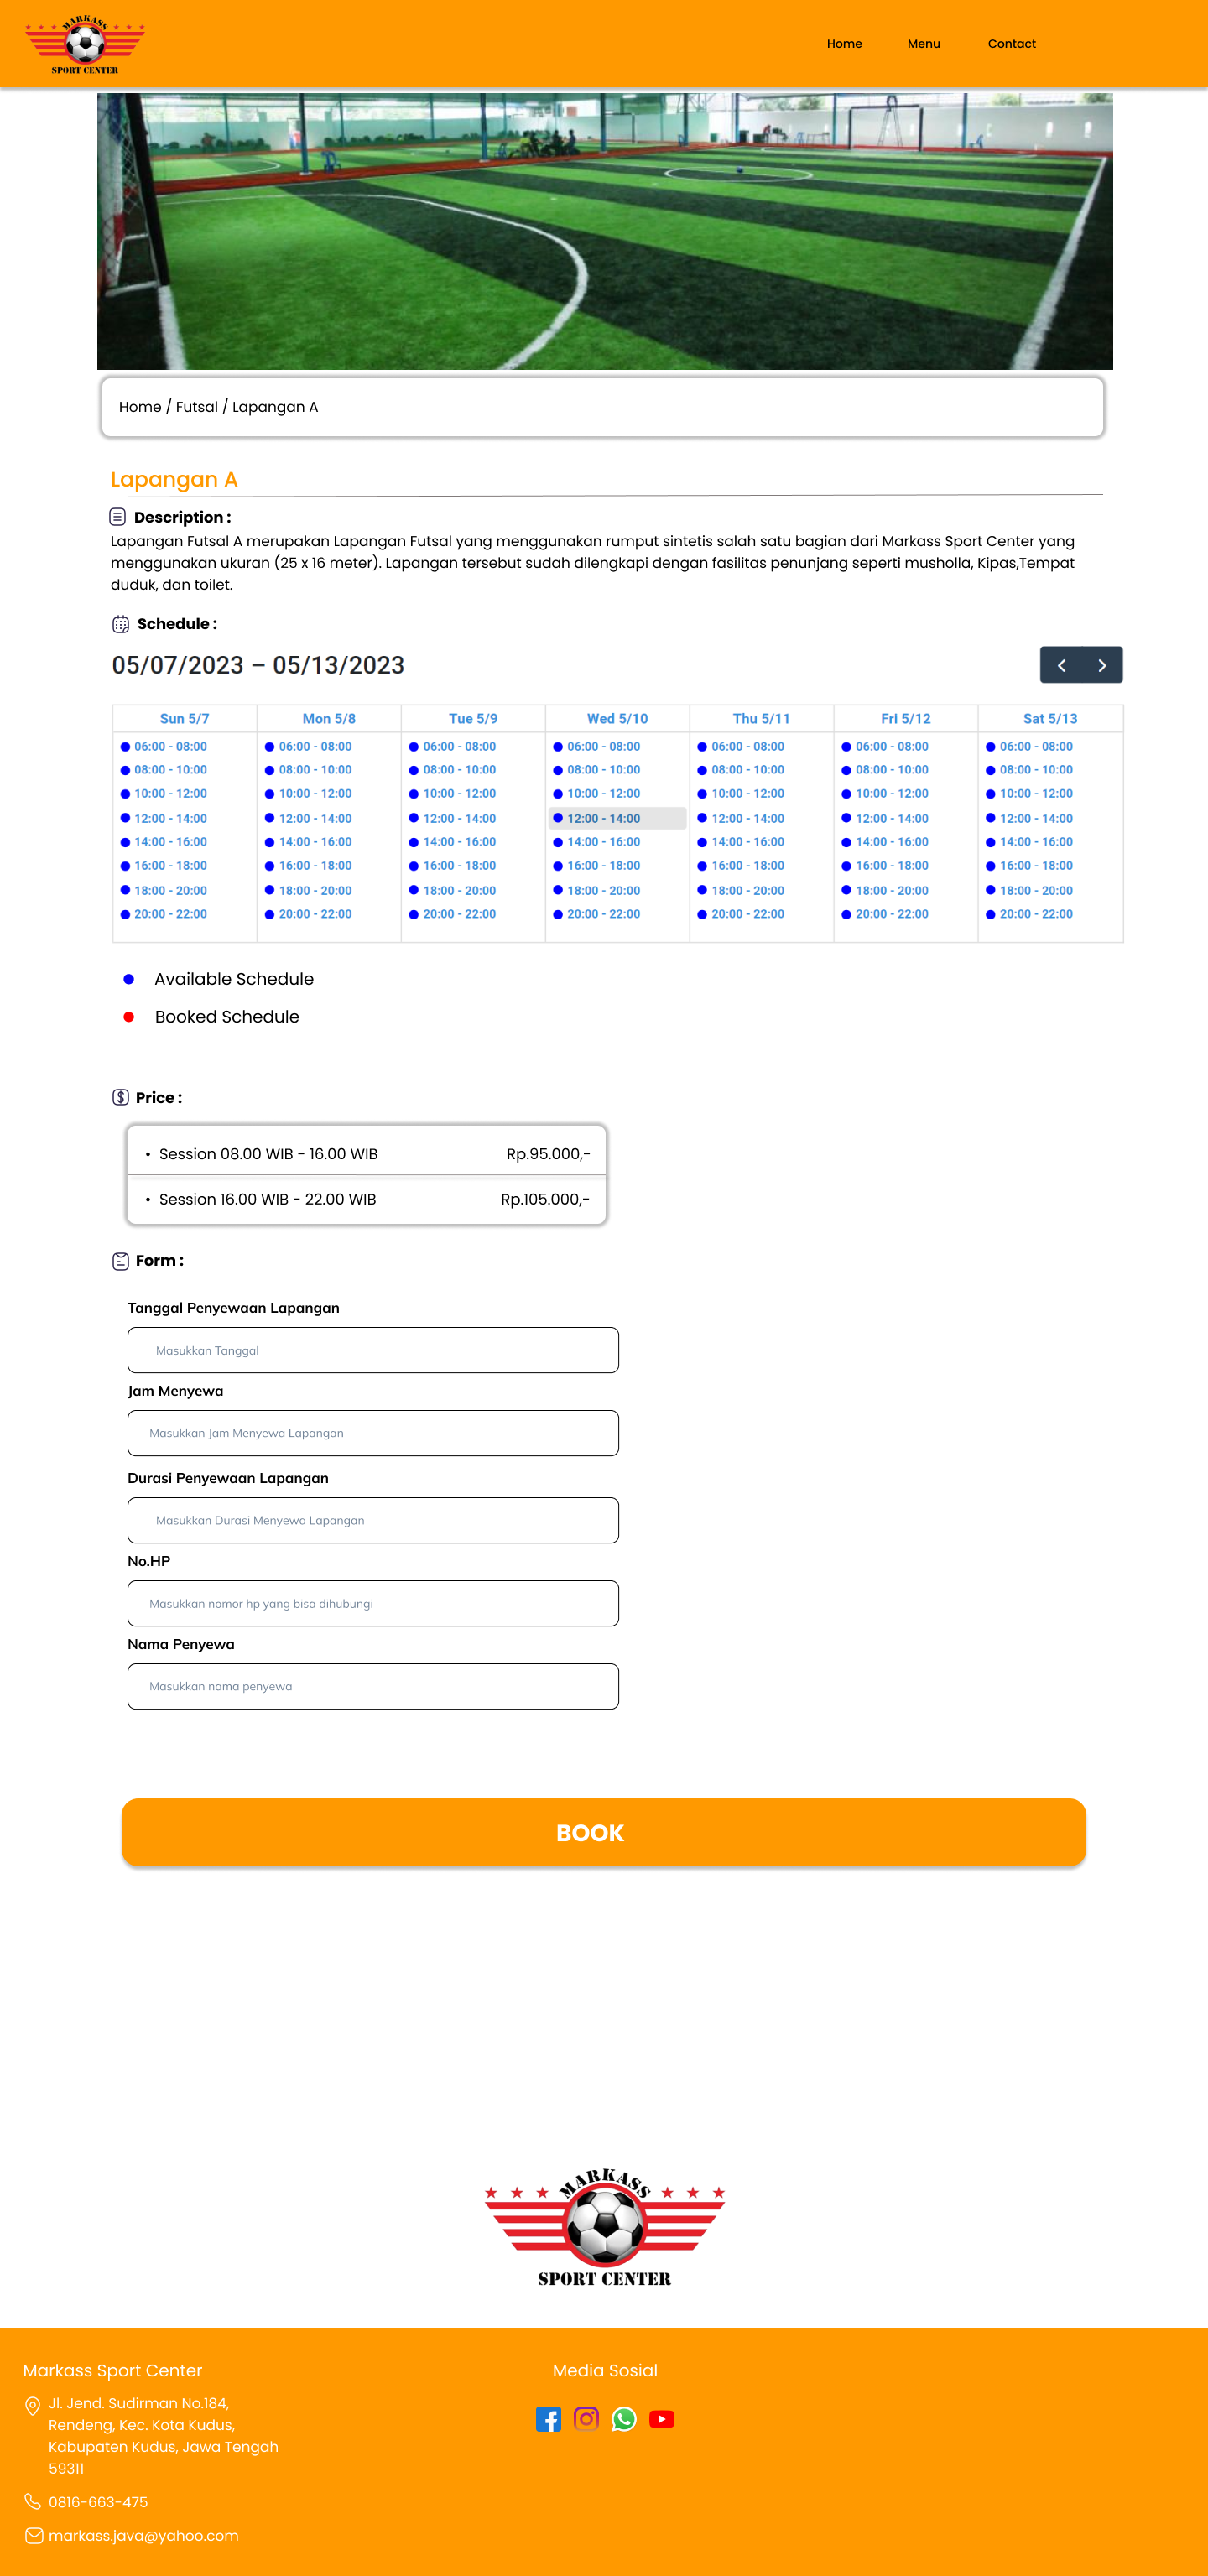 MARKASS
SPORT CENTER
Home Menu Contact
Home / Futsal / Lapangan A
Lapangan A
Description :
Lapangan Futsal A merupakan Lapangan Futsal yang menggunakan rumput sintetis salah satu bagian dari Markass Sport Center yang
menggunakan ukuran (25 x 16 meter). Lapangan tersebut sudah dilengkapi dengan fasilitas penunjang seperti musholla, Kipas,Tempat
duduk, dan toilet.
Schedule :
05/07/2023 – 05/13/2023
Sun 5/7 Mon 5/8 Tue 5/9 Wed 5/10 Thu 5/11 Fri 5/12 Sat 5/13
06:00 - 08:00 06:00 - 08:00 06:00 - 08:00 06:00 - 08:00 06:00 - 08:00 06:00 - 08:00 06:00 - 08:00
08:00 - 10:00 08:00 - 10:00 08:00 - 10:00 08:00 - 10:00 08:00 - 10:00 08:00 - 10:00 08:00 - 10:00
10:00 - 12:00 10:00 - 12:00 10:00 - 12:00 10:00 - 12:00 10:00 - 12:00 10:00 - 12:00 10:00 - 12:00
12:00 - 14:00 12:00 - 14:00 12:00 - 14:00 12:00 - 14:00 12:00 - 14:00 12:00 - 14:00 12:00 - 14:00
14:00 - 16:00 14:00 - 16:00 14:00 - 16:00 14:00 - 16:00 14:00 - 16:00 14:00 - 16:00 14:00 - 16:00
16:00 - 18:00 16:00 - 18:00 16:00 - 18:00 16:00 - 18:00 16:00 - 18:00 16:00 - 18:00 16:00 - 18:00
18:00 - 20:00 18:00 - 20:00 18:00 - 20:00 18:00 - 20:00 18:00 - 20:00 18:00 - 20:00 18:00 - 20:00
20:00 - 22:00 20:00 - 22:00 20:00 - 22:00 20:00 - 22:00 20:00 - 22:00 20:00 - 22:00 20:00 - 22:00
Available Schedule
Booked Schedule
Price :
• Session 08.00 WIB - 16.00 WIB Rp.95.000,-
• Session 16.00 WIB - 22.00 WIB Rp.105.000,-
Form :
Tanggal Penyewaan Lapangan
Masukkan Tanggal
Jam Menyewa
Masukkan Jam Menyewa Lapangan
Durasi Penyewaan Lapangan
Masukkan Durasi Menyewa Lapangan
No.HP
Masukkan nomor hp yang bisa dihubungi
Nama Penyewa
Masukkan nama penyewa
BOOK
MARKASS
SPORT CENTER
Markass Sport Center
Jl. Jend. Sudirman No.184,
Rendeng, Kec. Kota Kudus,
Kabupaten Kudus, Jawa Tengah
59311
0816-663-475
markass.java@yahoo.com
Media Sosial